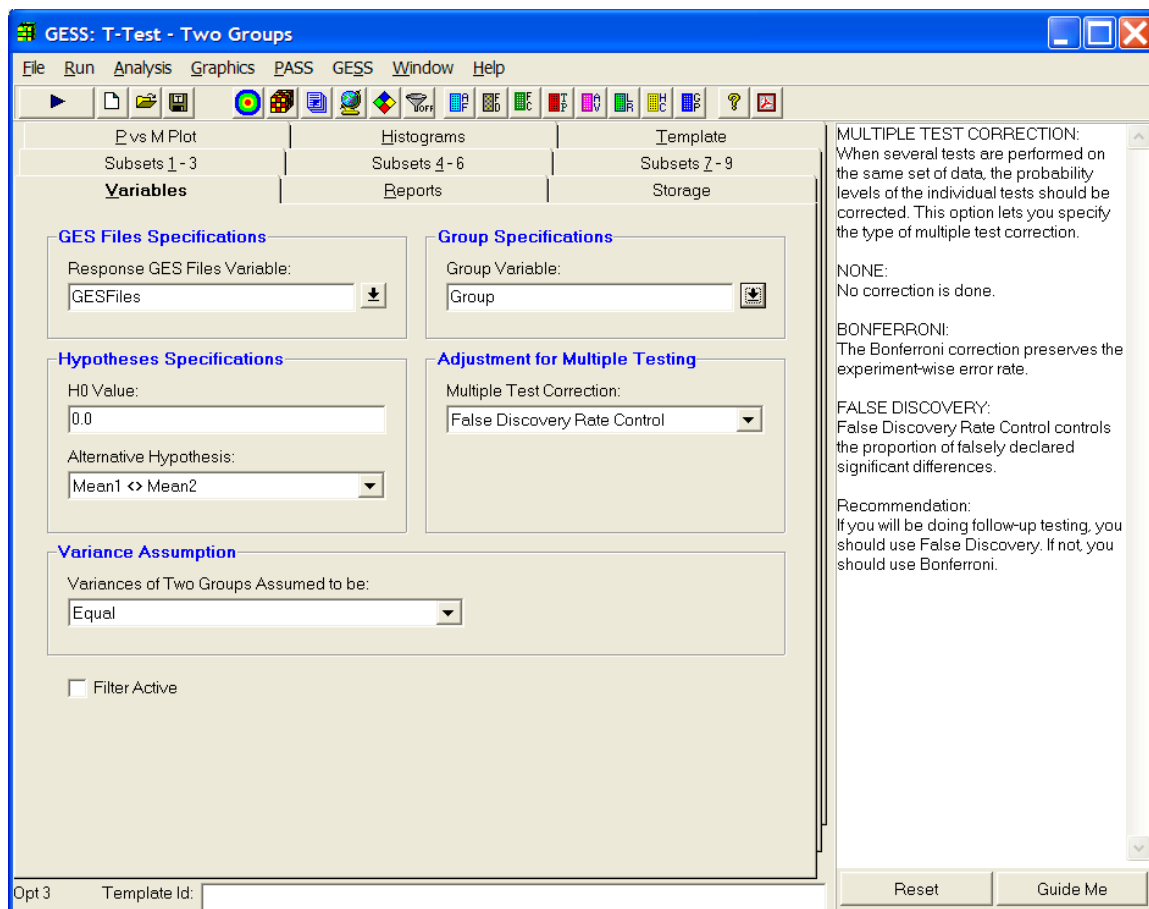 GESS: T-Test - Two Groups
File Run Analysis Graphics PASS GESS Window Help
OFF A F F D F C T P A V L R H C G P ?
P vs M Plot Histograms Template
Subsets 1 - 3 Subsets 4 - 6 Subsets 7 - 9
Variables Reports Storage
GES Files Specifications
Response GES Files Variable:
GESFiles
Group Specifications
Group Variable:
Group
Hypotheses Specifications
H0 Value:
0.0
Alternative Hypothesis:
Mean1 <> Mean2
Adjustment for Multiple Testing
Multiple Test Correction:
False Discovery Rate Control
Variance Assumption
Variances of Two Groups Assumed to be:
Equal
Filter Active
Opt 3 Template Id:
MULTIPLE TEST CORRECTION:
When several tests are performed on
the same set of data, the probability
levels of the individual tests should be
corrected. This option lets you specify
the type of multiple test correction.
NONE:
No correction is done.
BONFERRONI:
The Bonferroni correction preserves the
experiment-wise error rate.
FALSE DISCOVERY:
False Discovery Rate Control controls
the proportion of falsely declared
significant differences.
Recommendation:
If you will be doing follow-up testing, you
should use False Discovery. If not, you
should use Bonferroni.
Reset Guide Me